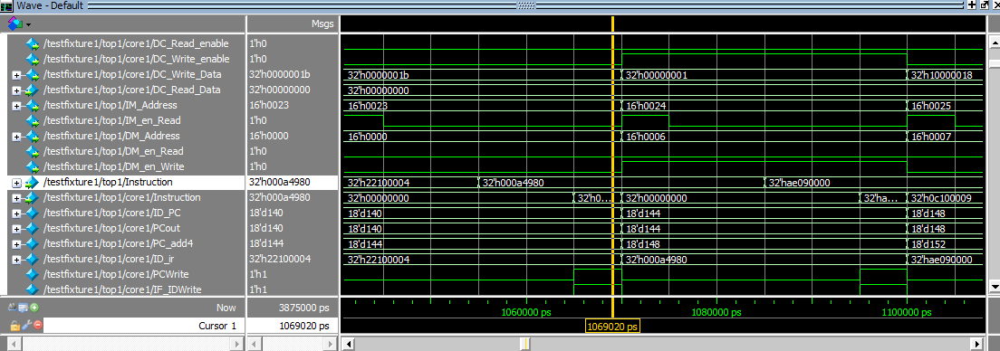 Wave - Default
Msgs
/testfixture1/top1/core1/DC_Read_enable 1'h0
/testfixture1/top1/core1/DC_Write_enable 1'h0
/testfixture1/top1/core1/DC_Write_Data 32'h0000001b 32'h0000001b 32'h00000001 32'h10000018
/testfixture1/top1/core1/DC_Read_Data 32'h00000000 32'h00000000
/testfixture1/top1/core1/IM_Address 16'h0023 16'h0023 16'h0024 16'h0025
/testfixture1/top1/core1/IM_en_Read 1'h0
/testfixture1/top1/core1/DM_Address 16'h0000 16'h0000 16'h0006 16'h0007
/testfixture1/top1/core1/DM_en_Read 1'h0
/testfixture1/top1/core1/DM_en_Write 1'h0
/testfixture1/top1/Instruction 32'h000a4980 32'h22100004 32'h000a4980 32'hae090000
/testfixture1/top1/core1/Instruction 32'h000a4980 32'h00000000 32'h0... 32'h00000000 32'ha... 32'h0c100009
/testfixture1/top1/core1/ID_PC 18'd140 18'd140 18'd144 18'd148
/testfixture1/top1/core1/PCout 18'd140 18'd140 18'd144 18'd148
/testfixture1/top1/core1/PC_add4 18'd144 18'd144 18'd148 18'd152
/testfixture1/top1/core1/ID_ir 32'h22100004 32'h22100004 32'h000a4980 32'hae090000
/testfixture1/top1/core1/PCWrite 1'h1
/testfixture1/top1/core1/IF_IDWrite 1'h1
Now 3875000 ps 1060000 ps 1080000 ps 1100000 ps
Cursor 1 1069020 ps 1069020 ps